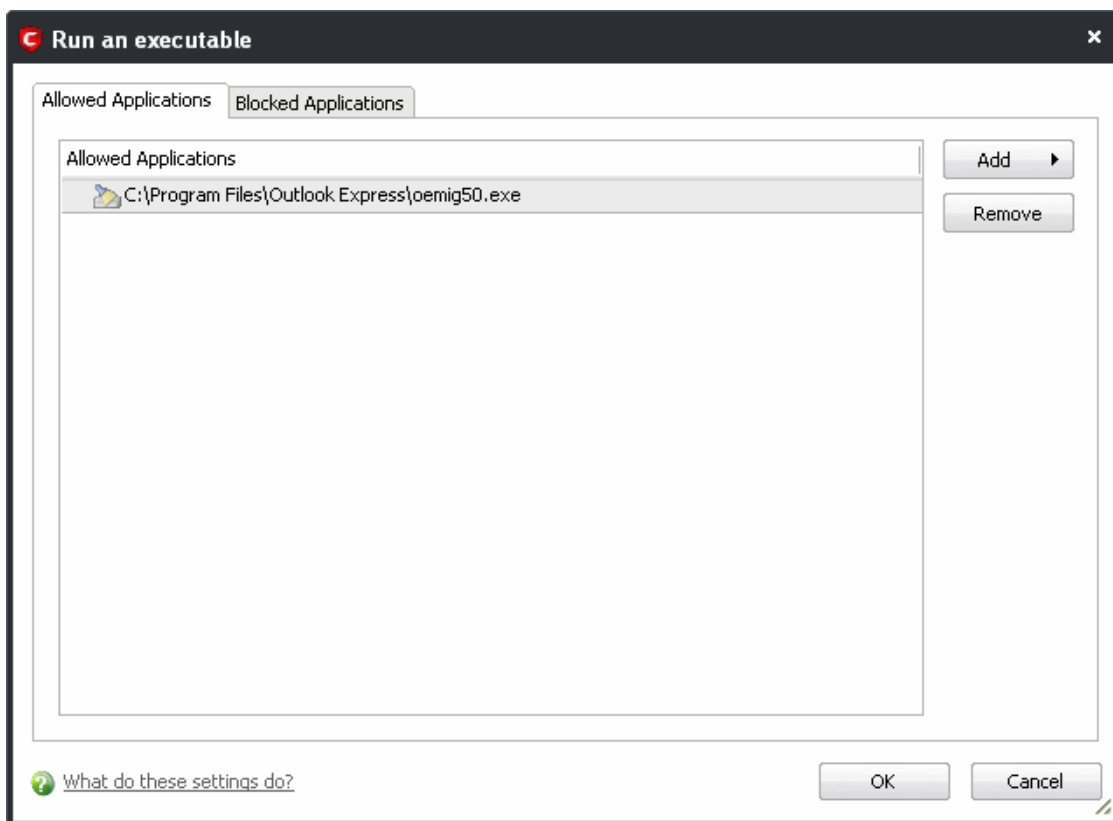 Run an executable
Allowed Applications Blocked Applications
Allowed Applications
Add
C:\Program Files\Outlook Express\oemig50.exe
Remove
What do these settings do?
OK Cancel